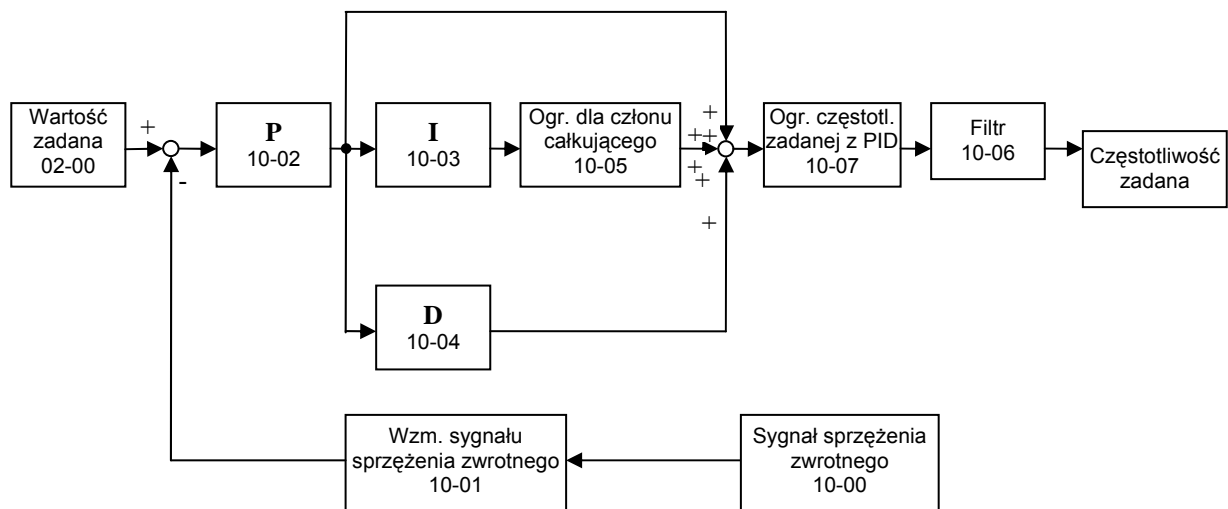 Wartość
zadana
02-00
+
-
P
10-02
I
10-03
Ogr. dla członu
całkującego
10-05
+
++
+
+
+
Ogr. częstotl.
zadanej z PID
10-07
Filtr
10-06
Częstotliwość
zadana
D
10-04
Wzm. sygnału
sprzężenia zwrotnego
10-01
Sygnał sprzężenia
zwrotnego
10-00